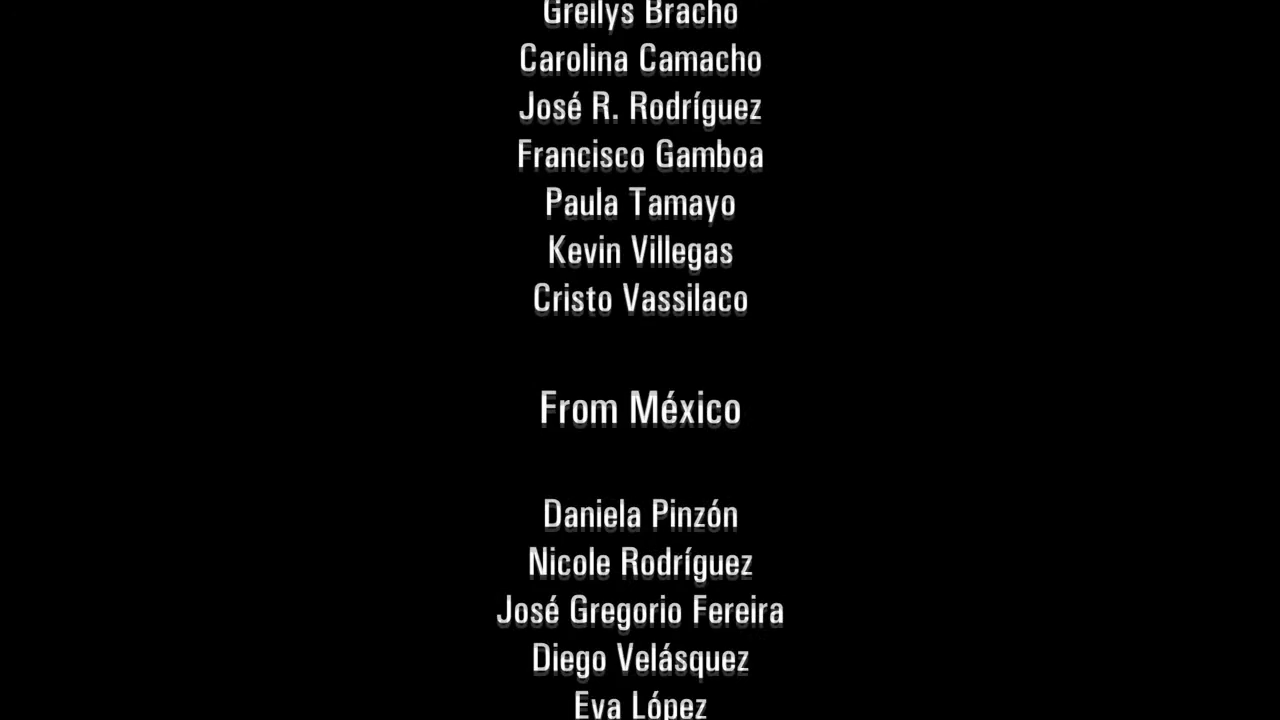 Greilys Bracho
Carolina Camacho
José R. Rodríguez
Francisco Gamboa
Paula Tamayo
Kevin Villegas
Cristo Vassilaco
From México
Daniela Pinzón
Nicole Rodríguez
José Gregorio Fereira
Diego Velásquez
Eva López